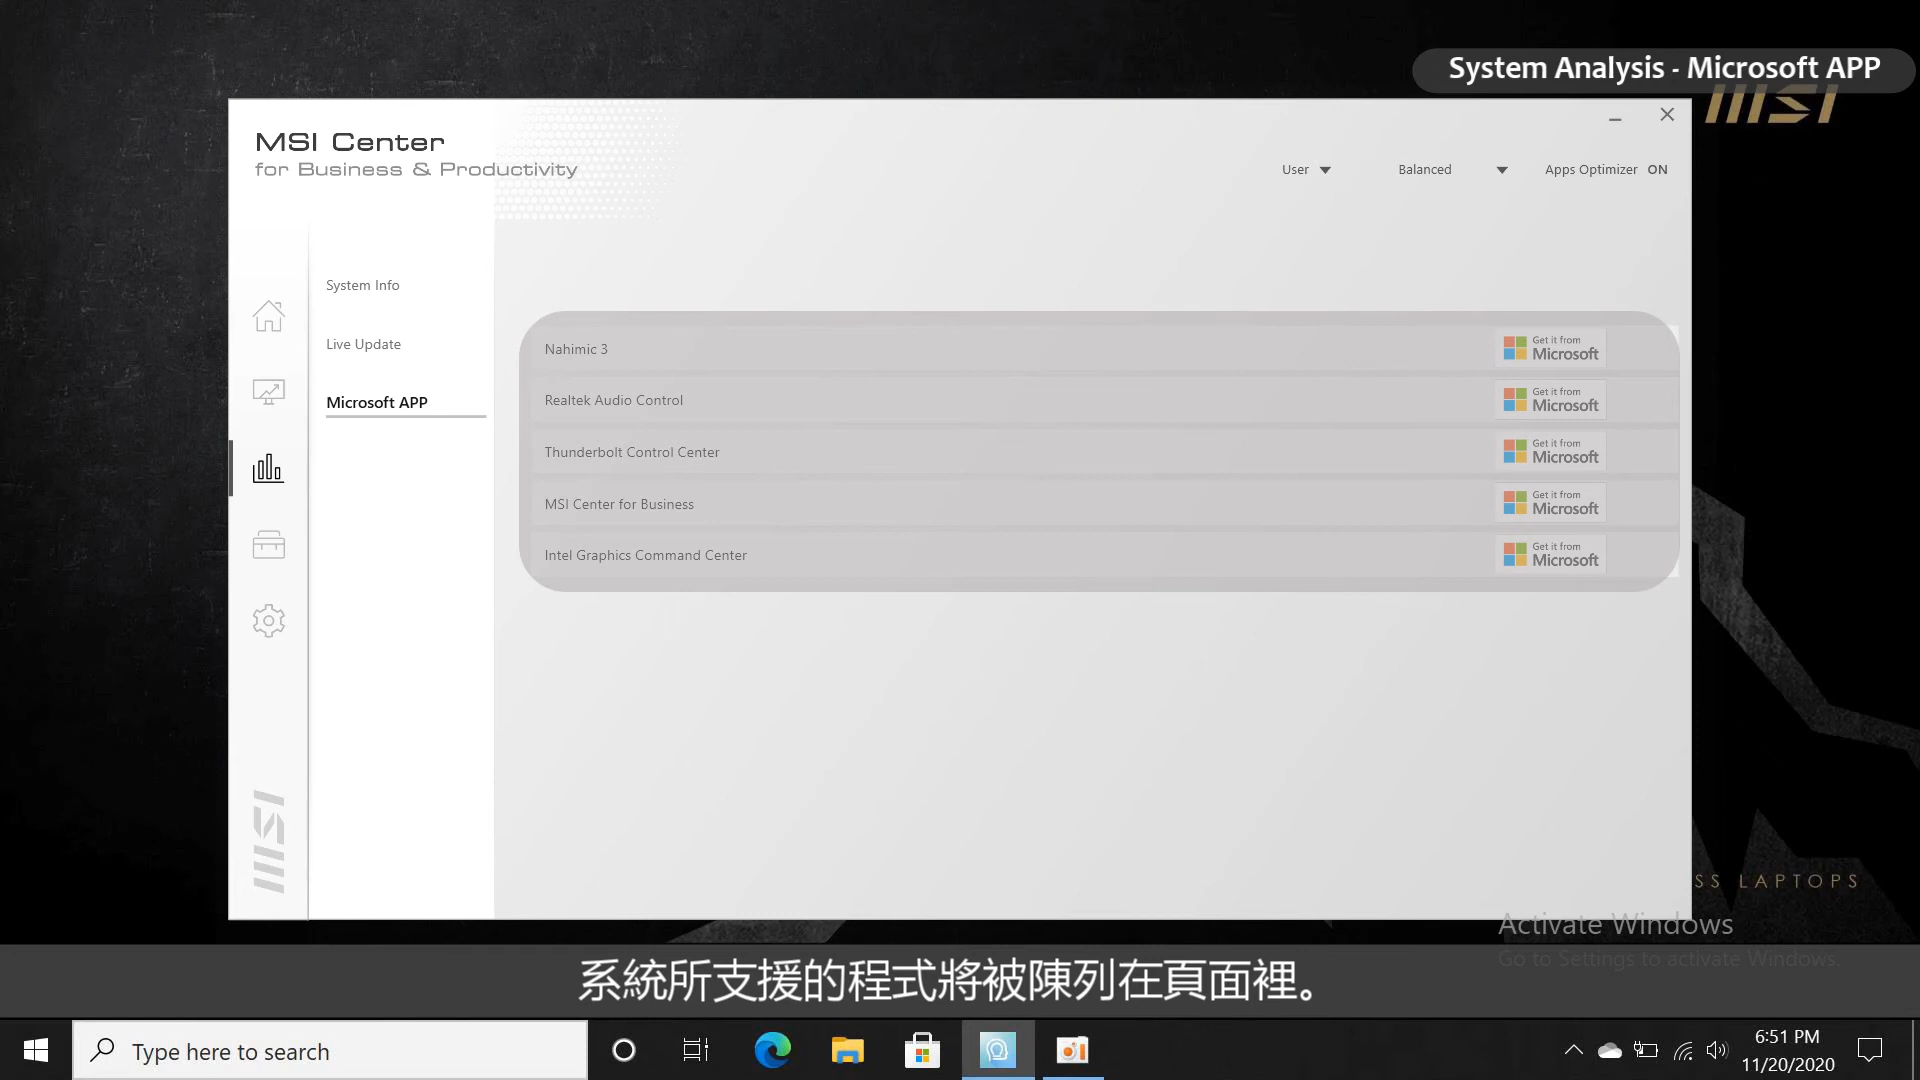 System Analysis - Microsoft APP
msi
MSI Center
for Business & Productivity
User
Balanced
Apps Optimizer ON
System Info
Live Update
Microsoft APP
Nahimic 3
Get it from
Microsoft
Realtek Audio Control
Get it from
Microsoft
Thunderbolt Control Center
Get it from
Microsoft
MSI Center for Business
Get it from
Microsoft
Intel Graphics Command Center
Get it from
Microsoft
msi
SS LAPTOPS
Activate Windows
Go to Settings to activate Windows.
系統所支援的程式將被陳列在頁面裡。
Type here to search
6:51 PM
11/20/2020